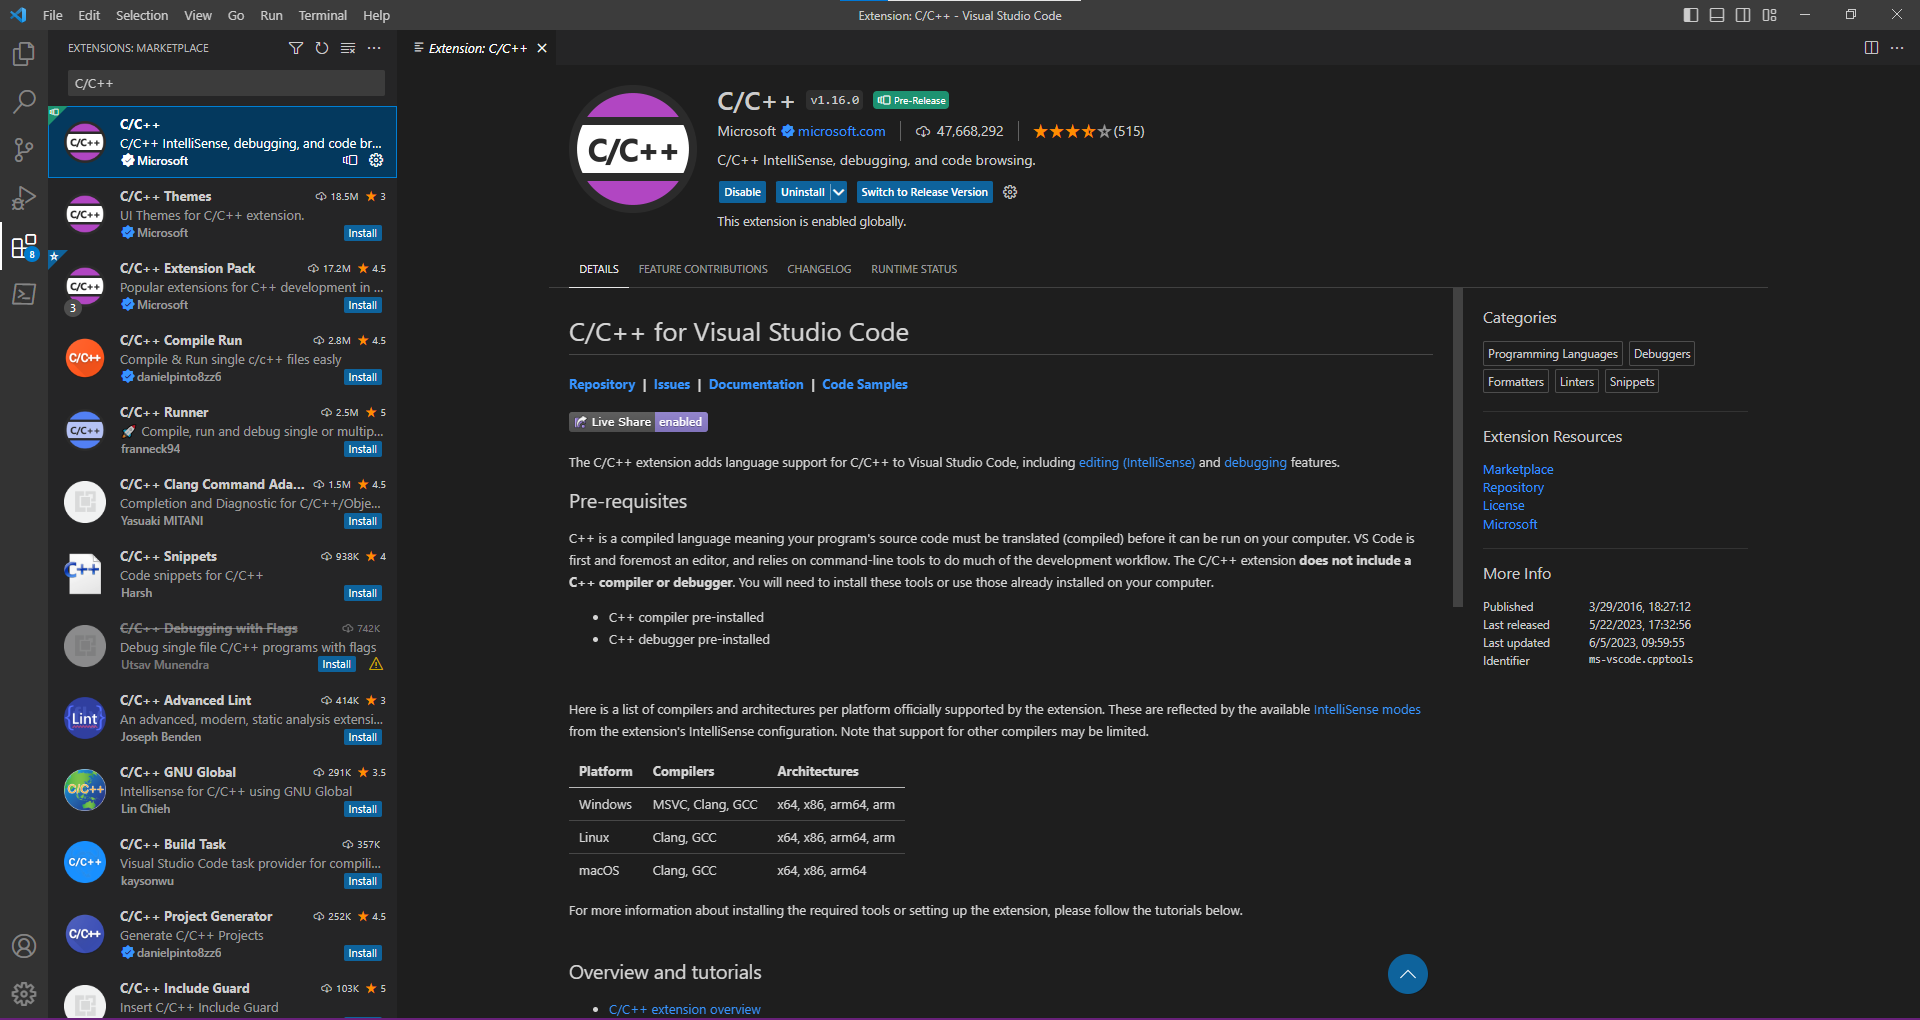 File Edit Selection View Go Run Terminal Help
Extension: C/C++ - Visual Studio Code
EXTENSIONS: MARKETPLACE
C/C++
C/C++
C/C++
C/C++ IntelliSense, debugging, and code br...
Microsoft
C/C++
C/C++ Themes 18.5M 3
UI Themes for C/C++ extension.
Microsoft Install
C/C++
3
C/C++ Extension Pack 17.2M 4.5
Popular extensions for C++ development in ...
Microsoft Install
C/C++
C/C++ Compile Run 2.8M 4.5
Compile & Run single c/c++ files easly
danielpinto8zz6 Install
C/C++
C/C++ Runner 2.5M 5
🚀 Compile, run and debug single or multip...
franneck94 Install
C/C++ Clang Command Ada... 1.5M 4.5
Completion and Diagnostic for C/C++/Obje...
Yasuaki MITANI Install
C++
C/C++ Snippets 938K 4
Code snippets for C/C++
Harsh Install
C/C++ Debugging with Flags 742K
Debug single file C/C++ programs with flags
Utsav Munendra Install
{Lint}
C/C++ Advanced Lint 414K 3
An advanced, modern, static analysis extensi...
Joseph Benden Install
C/C++
C/C++ GNU Global 291K 3.5
Intellisense for C/C++ using GNU Global
Lin Chieh Install
C/C++
C/C++ Build Task 357K
Visual Studio Code task provider for compili...
kaysonwu Install
C/C++
C/C++ Project Generator 252K 4.5
Generate C/C++ Projects
danielpinto8zz6 Install
C/C++ Include Guard 103K 5
Insert C/C++ Include Guard
8
Extension: C/C++
C/C++
C/C++ v1.16.0 Pre-Release
Microsoft microsoft.com 47,668,292 (515)
C/C++ IntelliSense, debugging, and code browsing.
Disable Uninstall Switch to Release Version
This extension is enabled globally.
DETAILS FEATURE CONTRIBUTIONS CHANGELOG RUNTIME STATUS
C/C++ for Visual Studio Code
Repository | Issues | Documentation | Code Samples
Live Share enabled
The C/C++ extension adds language support for C/C++ to Visual Studio Code, including editing (IntelliSense) and debugging features.
Pre-requisites
C++ is a compiled language meaning your program's source code must be translated (compiled) before it can be run on your computer. VS Code is
first and foremost an editor, and relies on command-line tools to do much of the development workflow. The C/C++ extension does not include a
C++ compiler or debugger. You will need to install these tools or use those already installed on your computer.
• C++ compiler pre-installed
• C++ debugger pre-installed
Here is a list of compilers and architectures per platform officially supported by the extension. These are reflected by the available IntelliSense modes
from the extension's IntelliSense configuration. Note that support for other compilers may be limited.
Platform Compilers Architectures
Windows MSVC, Clang, GCC x64, x86, arm64, arm
Linux Clang, GCC x64, x86, arm64, arm
macOS Clang, GCC x64, x86, arm64
For more information about installing the required tools or setting up the extension, please follow the tutorials below.
Overview and tutorials
• C/C++ extension overview
Categories
Programming Languages Debuggers
Formatters Linters Snippets
Extension Resources
Marketplace
Repository
License
Microsoft
More Info
Published 3/29/2016, 18:27:12
Last released 5/22/2023, 17:32:56
Last updated 6/5/2023, 09:59:55
Identifier ms-vscode.cpptools